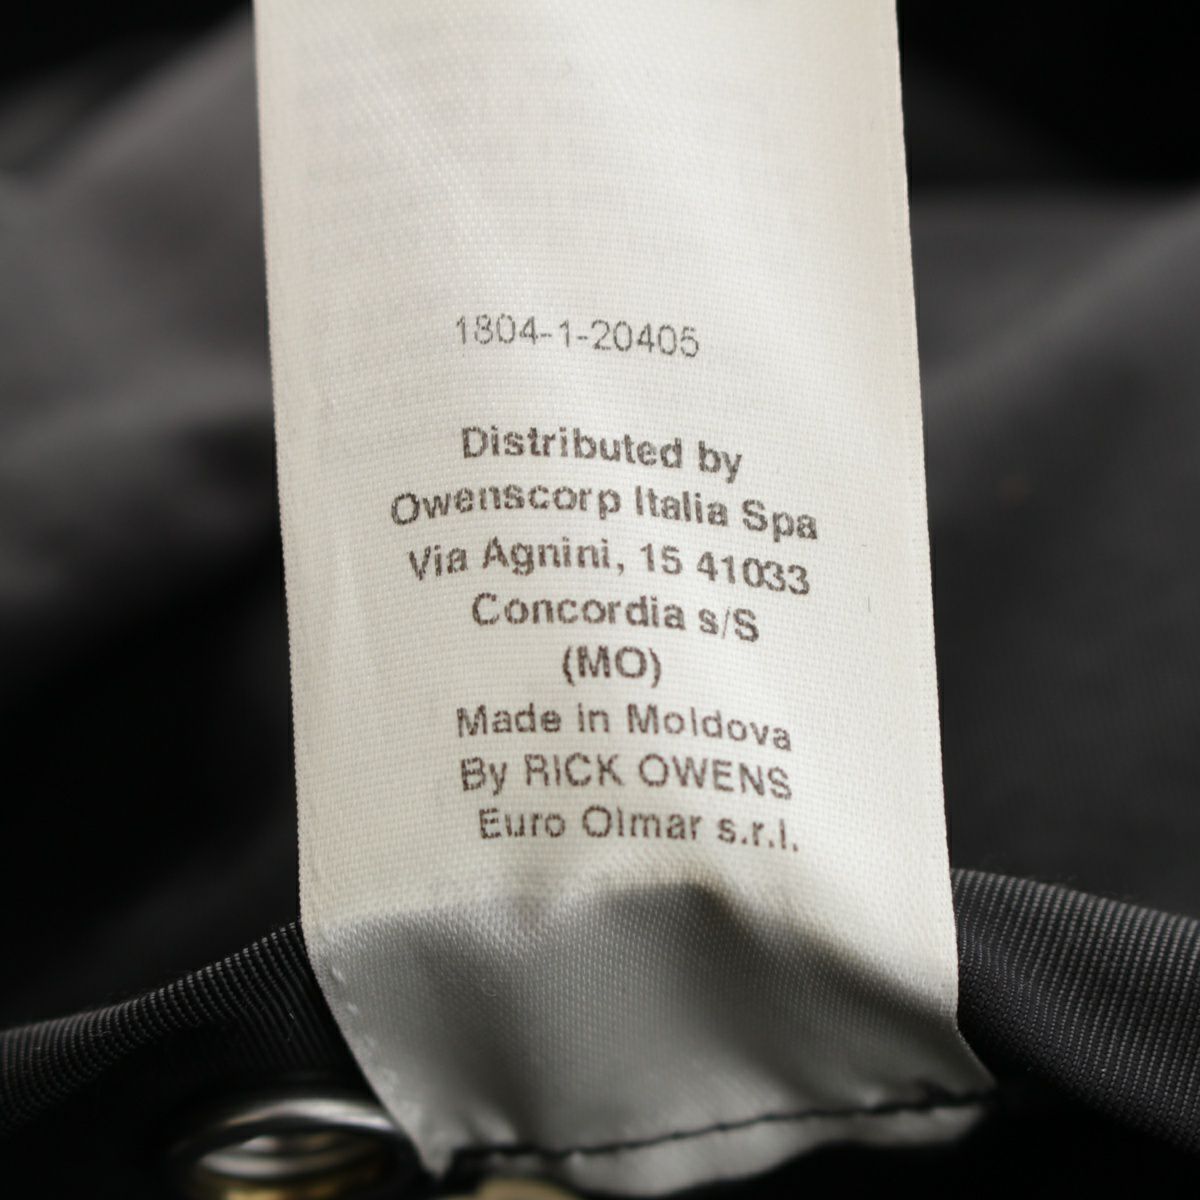 1804-1-20405
Distributed by
Owenscorp Italia Spa
Via Agnini, 15 41033
Concordia s/S
(MO)
Made in Moldova
By RICK OWENS
Euro Olmar s.r.l.